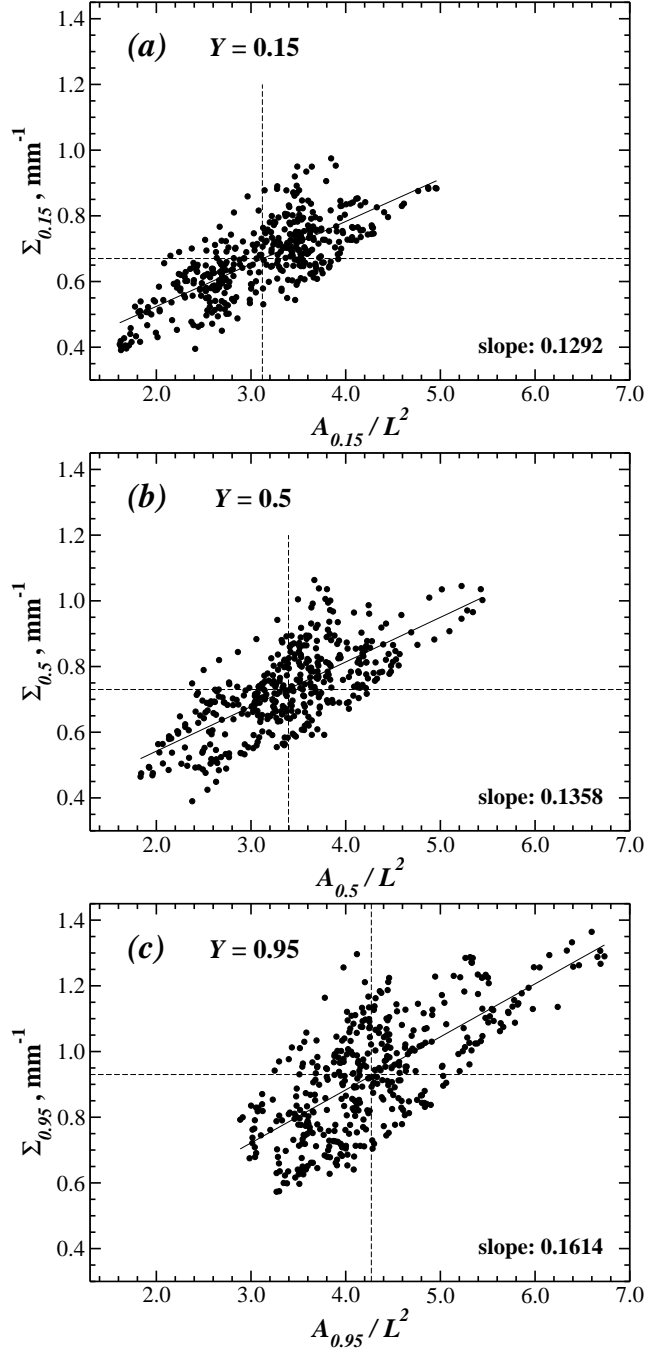 (a) Y = 0.15
1.4
1.2
1.0
0.8
0.6
0.4
Σ0.15 , mm-1
slope: 0.1292
2.0 3.0 4.0 5.0 6.0 7.0
A0.15 / L2
(b) Y = 0.5
1.4
1.2
1.0
0.8
0.6
0.4
Σ0.5 , mm-1
slope: 0.1358
2.0 3.0 4.0 5.0 6.0 7.0
A0.5 / L2
(c) Y = 0.95
1.4
1.2
1.0
0.8
0.6
0.4
Σ0.95 , mm-1
slope: 0.1614
2.0 3.0 4.0 5.0 6.0 7.0
A0.95 / L2